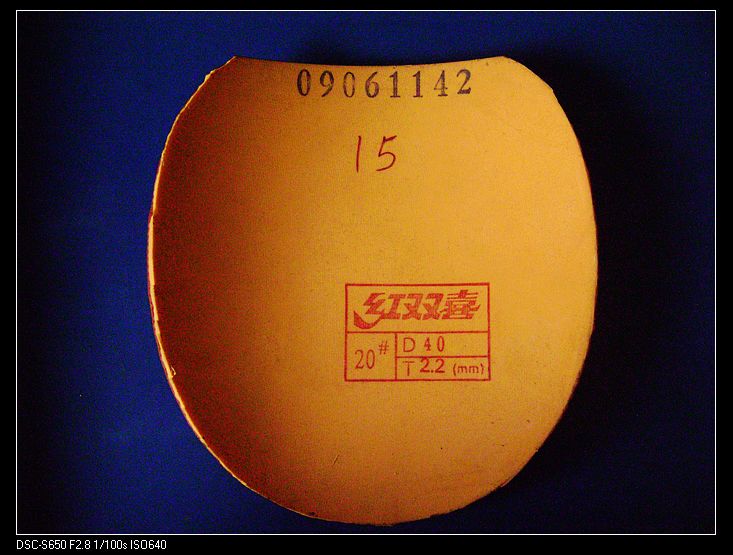 09061142
15
红双喜
20# D 40
T 2.2 (mm)
DSC-S650 F2.8 1/100s ISO640